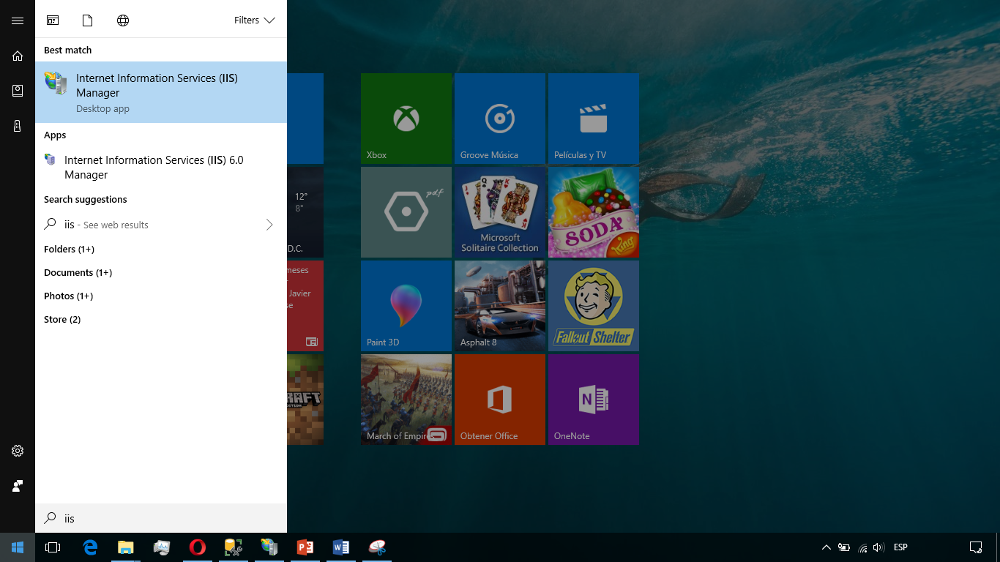 Filters
Best match
Internet Information Services (IIS)
Manager
Desktop app
Apps
Internet Information Services (IIS) 6.0
Manager
Search suggestions
iis - See web results
Folders (1+)
Documents (1+)
Photos (1+)
Store (2)
iis
12°
8°
D.C.
meses
Javier
se
RAFT
EDITION
Xbox
Groove Música
Películas y TV
pdf
J Q K K
Microsoft
Solitaire Collection
SODA
King
Paint 3D
Asphalt 8
Fallout Shelter
March of Empires
Obtener Office
N
OneNote
ESP